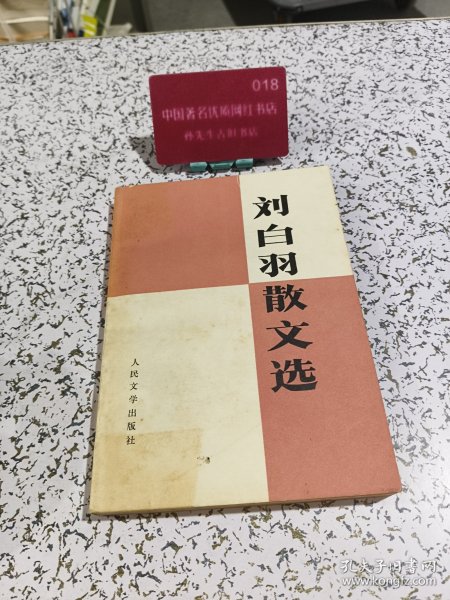 018
中国著名优质网红书店
孙先生古旧书店
刘白羽散文选
人民文学出版社
孔夫子旧书网
www.kongfz.com